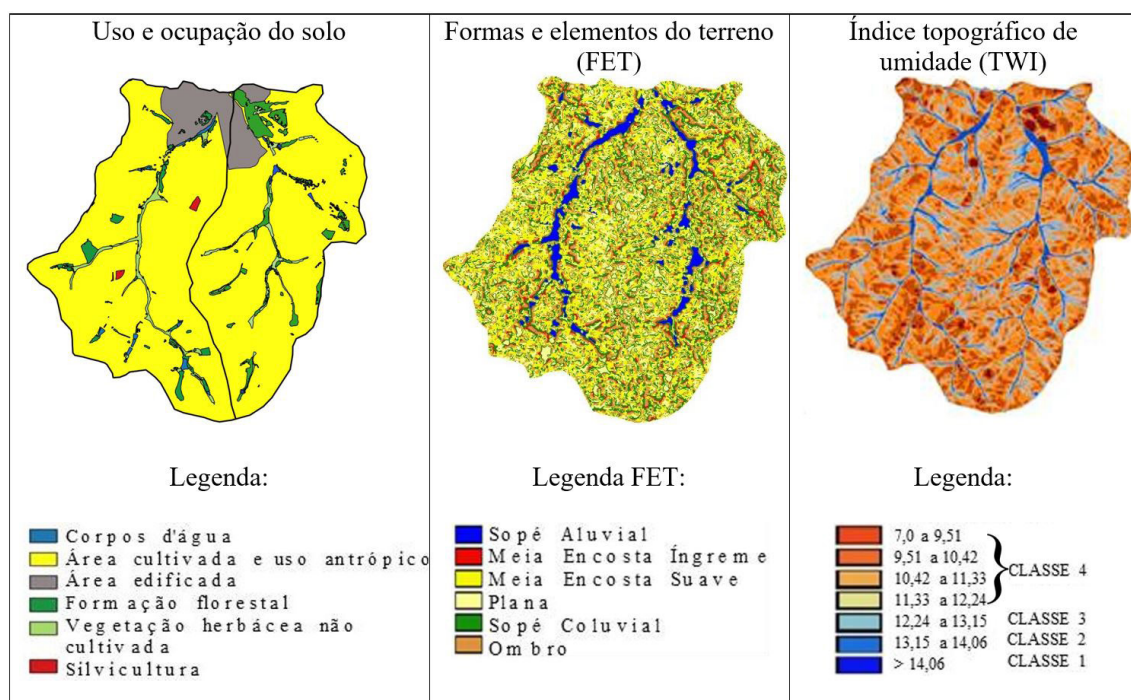 Uso e ocupação do solo
Formas e elementos do terreno
(FET)
Índice topográfico de
umidade (TWI)
Legenda:
Corpos d'água
Área cultivada e uso antrópico
Área edificada
Formação florestal
Vegetação herbácea não
cultivada
Silvicultura
Legenda FET:
Sopé Aluvial
Meia Encosta Íngreme
Meia Encosta Suave
Plana
Sopé Coluvial
Ombro
Legenda:
7,0 a 9,51
9,51 a 10,42
10,42 a 11,33
11,33 a 12,24
CLASSE 4
12,24 a 13,15 CLASSE 3
13,15 a 14,06 CLASSE 2
> 14,06 CLASSE 1